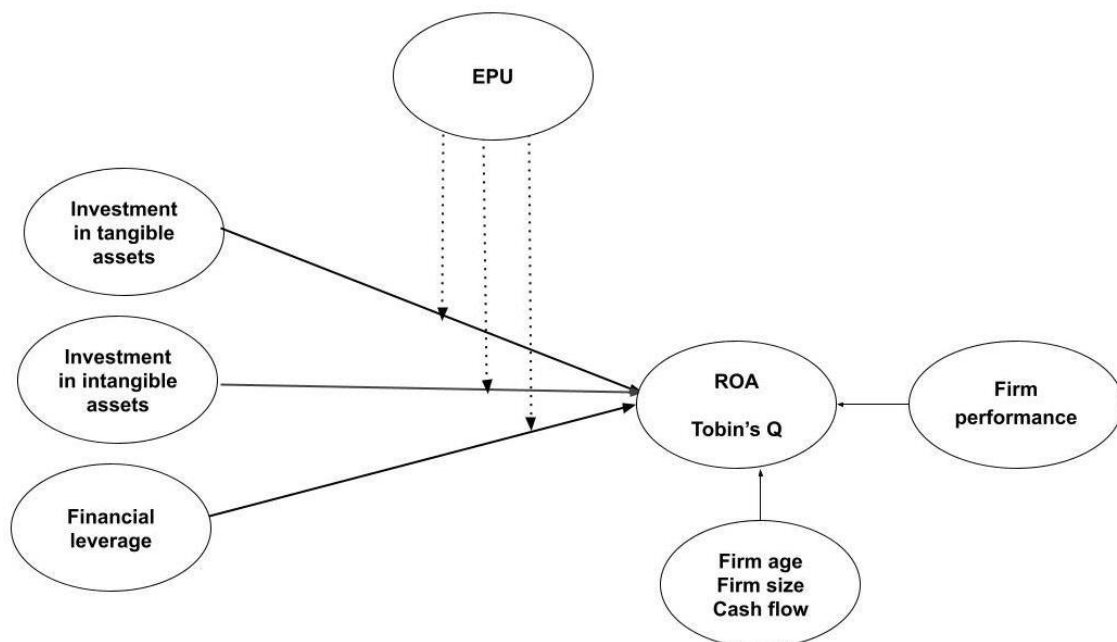 EPU
Investment
in tangible
assets
Investment
in intangible
assets
Financial
leverage
ROA
Tobin's Q
Firm
performance
Firm age
Firm size
Cash flow